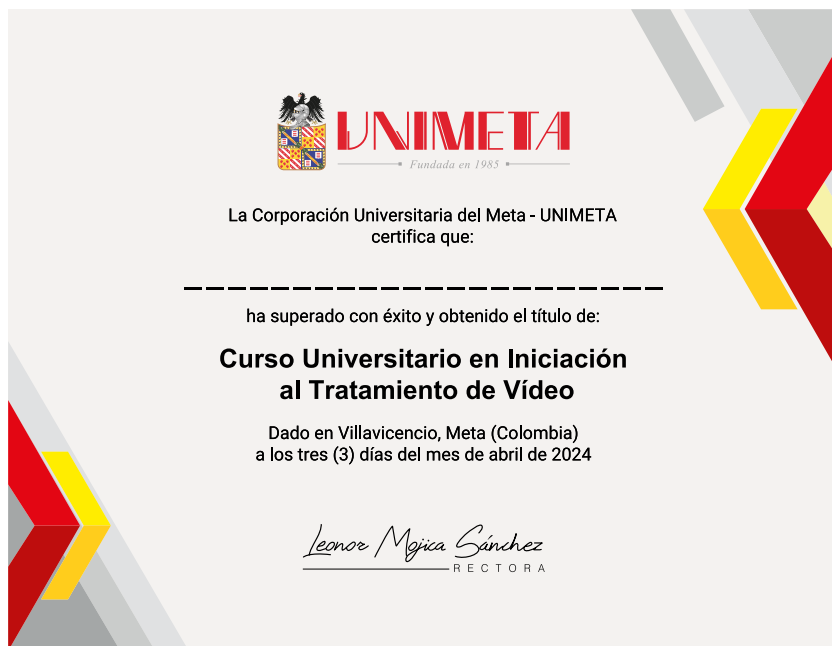 UNIMETA
Fundada en 1985
La Corporación Universitaria del Meta - UNIMETA
certifica que:
ha superado con éxito y obtenido el título de:
Curso Universitario en Iniciación
al Tratamiento de Vídeo
Dado en Villavicencio, Meta (Colombia)
a los tres (3) días del mes de abril de 2024
Leonor Mojica Sánchez
RECTORA